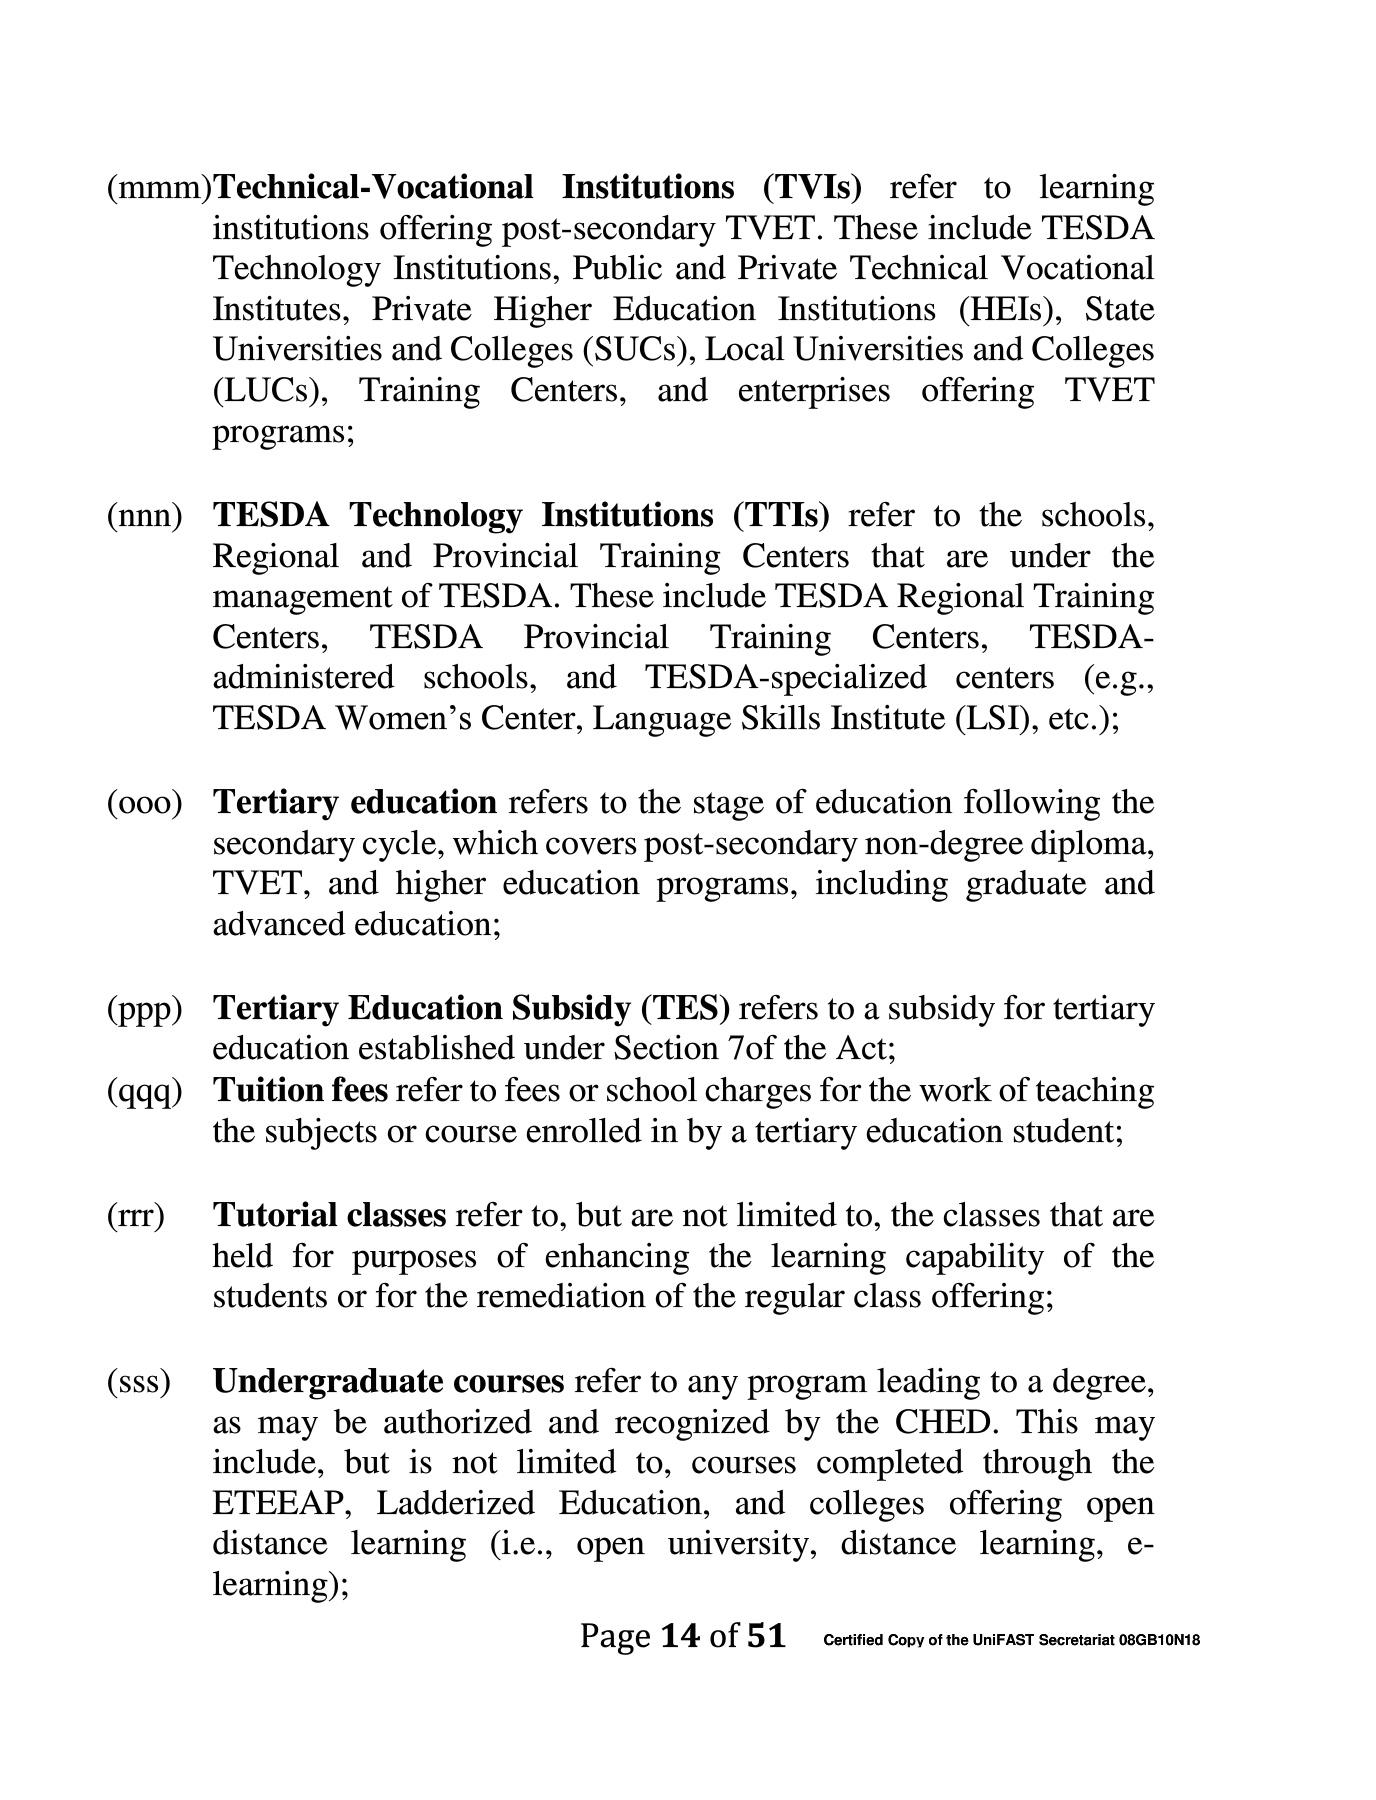 (mmm)Technical-Vocational Institutions (TVIs) refer to learning
institutions offering post-secondary TVET. These include TESDA
Technology Institutions, Public and Private Technical Vocational
Institutes, Private Higher Education Institutions (HEIs), State
Universities and Colleges (SUCs), Local Universities and Colleges
(LUCs), Training Centers, and enterprises offering TVET
programs;
(nnn) TESDA Technology Institutions (TTIs) refer to the schools,
Regional and Provincial Training Centers that are under the
management of TESDA. These include TESDA Regional Training
Centers, TESDA Provincial Training Centers, TESDA-
administered schools, and TESDA-specialized centers (e.g.,
TESDA Women’s Center, Language Skills Institute (LSI), etc.);
(ooo) Tertiary education refers to the stage of education following the
secondary cycle, which covers post-secondary non-degree diploma,
TVET, and higher education programs, including graduate and
advanced education;
(ppp) Tertiary Education Subsidy (TES) refers to a subsidy for tertiary
education established under Section 7of the Act;
(qqq) Tuition fees refer to fees or school charges for the work of teaching
the subjects or course enrolled in by a tertiary education student;
(rrr) Tutorial classes refer to, but are not limited to, the classes that are
held for purposes of enhancing the learning capability of the
students or for the remediation of the regular class offering;
(sss) Undergraduate courses refer to any program leading to a degree,
as may be authorized and recognized by the CHED. This may
include, but is not limited to, courses completed through the
ETEEAP, Ladderized Education, and colleges offering open
distance learning (i.e., open university, distance learning, e-
learning);
Page 14 of 51 Certified Copy of the UniFAST Secretariat 08GB10N18